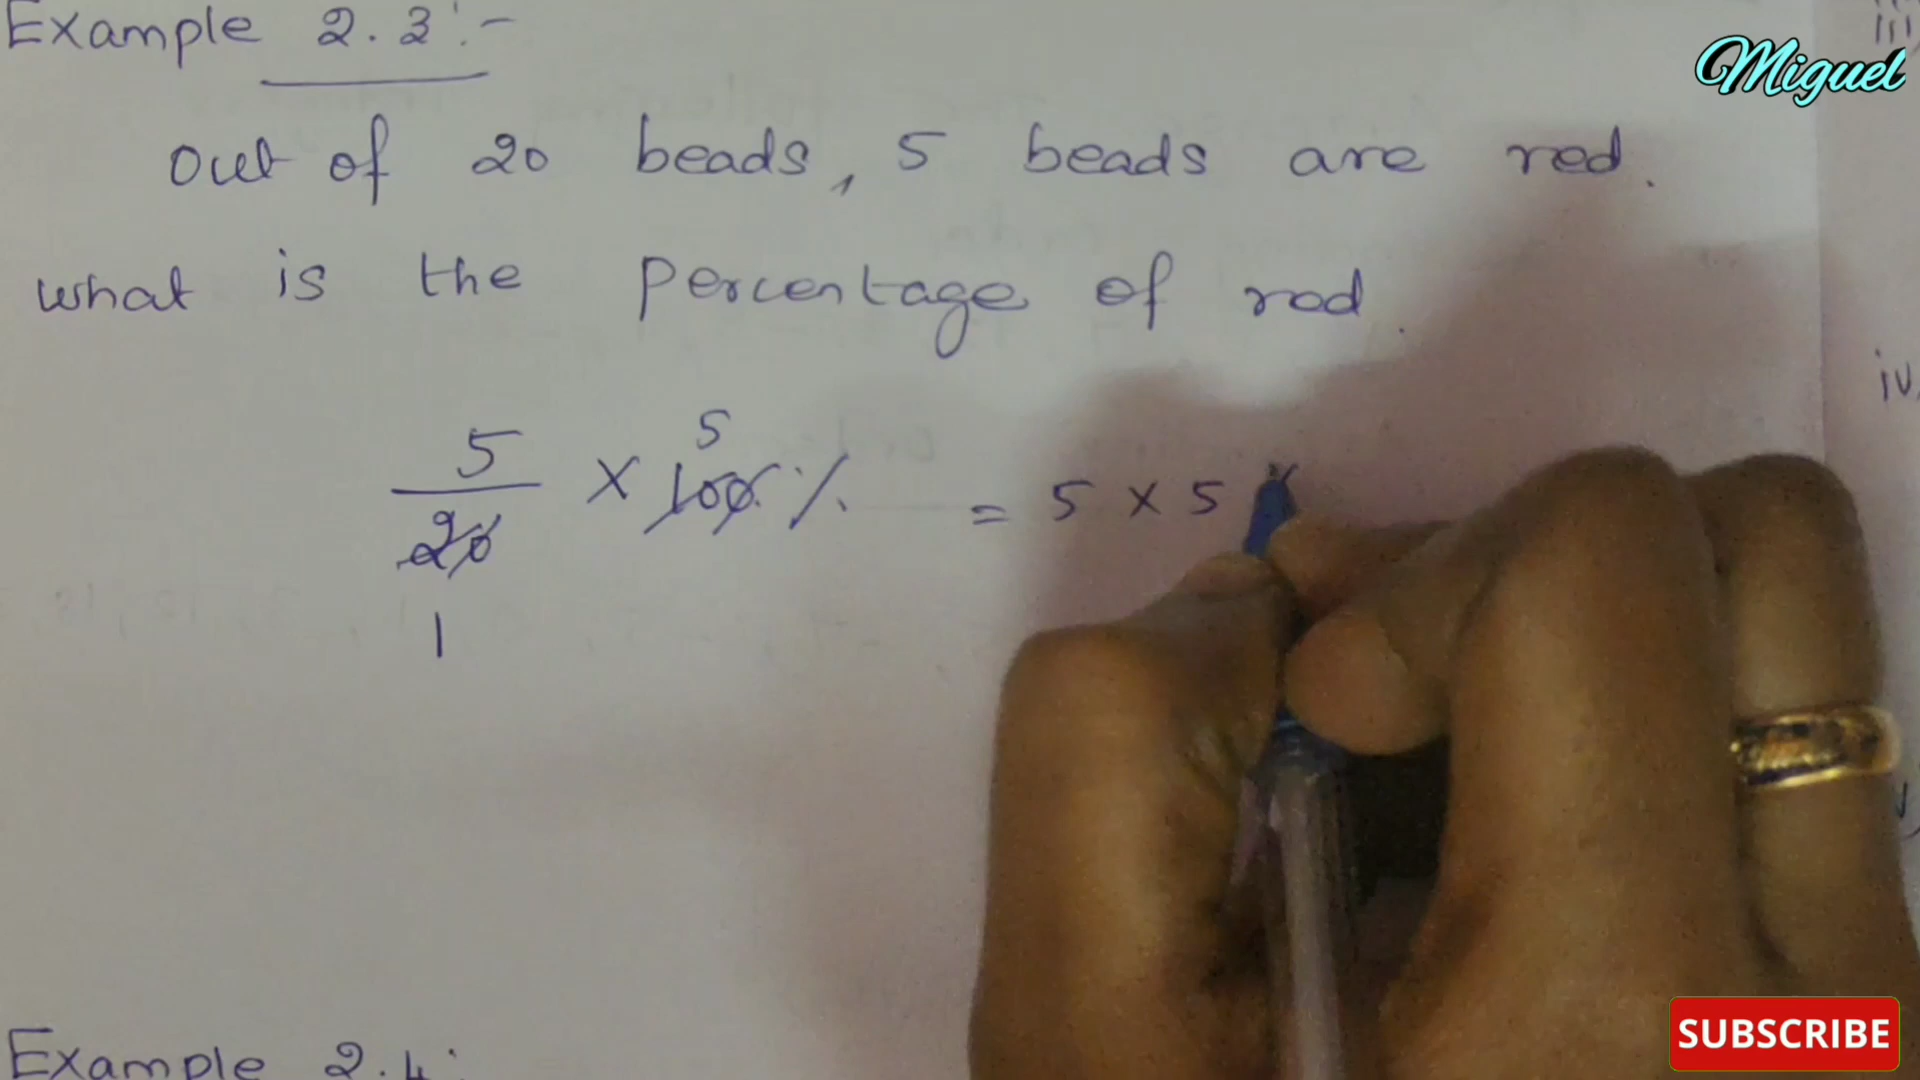 Example 2.3:-
Miguel
out of 20 beads, 5 beads are red.
what is the percentage of red.
iv,
5/20 × 100% = 5 × 5
5
1
Example 2.4:
SUBSCRIBE